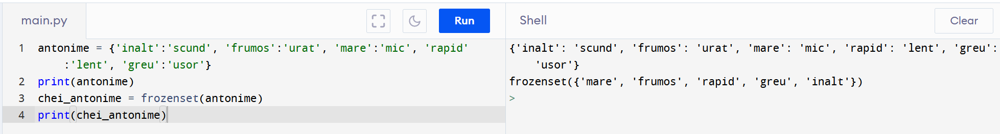 main.py
Run
Shell
Clear
1 antonime = {'inalt':'scund', 'frumos':'urat', 'mare':'mic', 'rapid'
:'lent', 'greu':'usor'}
2 print(antonime)
3 chei_antonime = frozenset(antonime)
4 print(chei_antonime)
{'inalt': 'scund', 'frumos': 'urat', 'mare': 'mic', 'rapid': 'lent', 'greu':
'usor'}
frozenset({'mare', 'frumos', 'rapid', 'greu', 'inalt'})
>